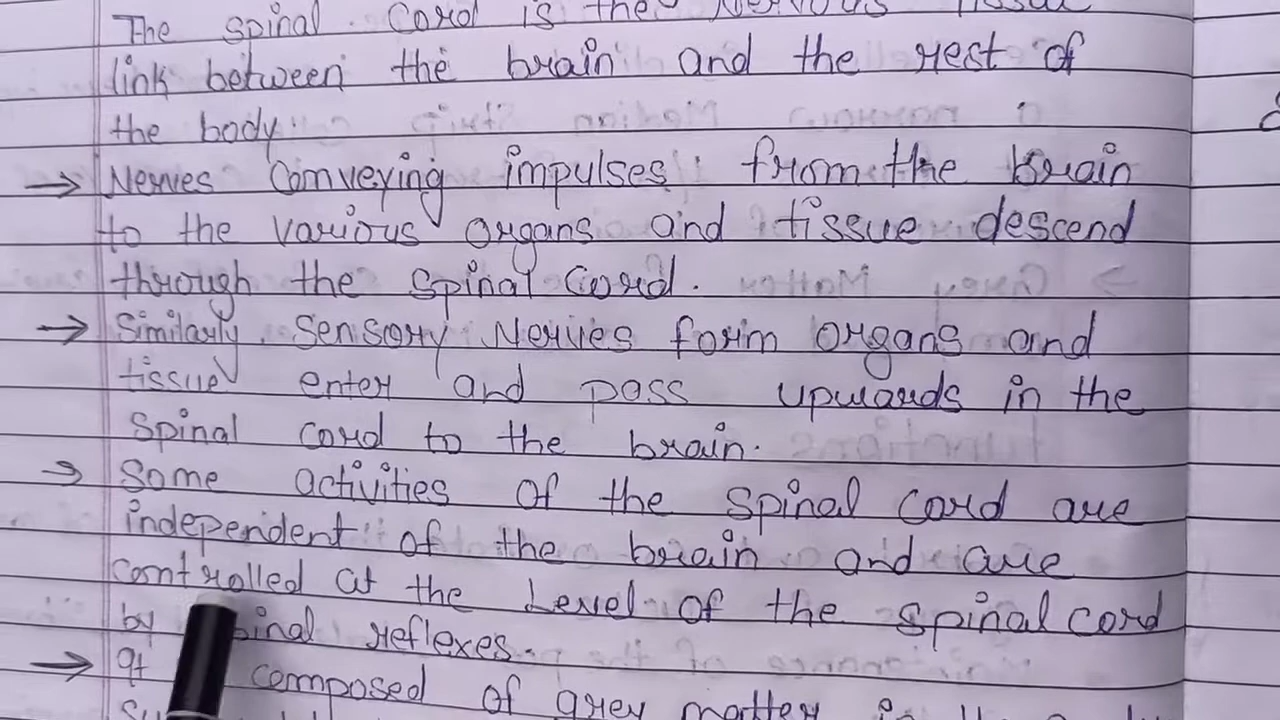 The spinal Cord is the Nervous tissue
link between the brain and the rest of
the body
→ Nerves Conveying impulses from the brain
to the various organs and tissue descend
through the spinal Cord.
→ Similarly sensory Nerves form organs and
tissue enter and pass upwards in the
spinal cord to the brain.
→ Some activities of the spinal cord are
independent of the brain and are
controlled at the Level of the spinal cord
by spinal reflexes.
→ It composed of grey matter in the